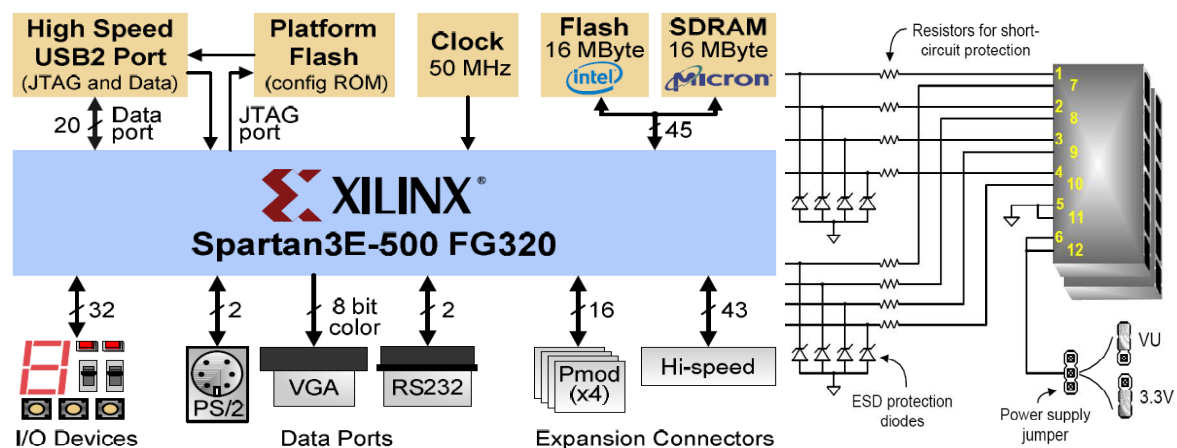 High Speed
USB2 Port
(JTAG and Data)
Platform
Flash
(config ROM)
Clock
50 MHz
Flash
16 MByte
intel
SDRAM
16 MByte
Micron
20
Data
port
JTAG
port
45
XILINX®
Spartan3E-500 FG320
32
2
8 bit
color
2
16
43
PS/2
VGA
RS232
Pmod
(x4)
Hi-speed
I/O Devices
Data Ports
Expansion Connectors
Resistors for short-
circuit protection
1
7
2
8
3
9
4
10
5
11
6
12
ESD protection
diodes
Power supply
jumper
VU
3.3V